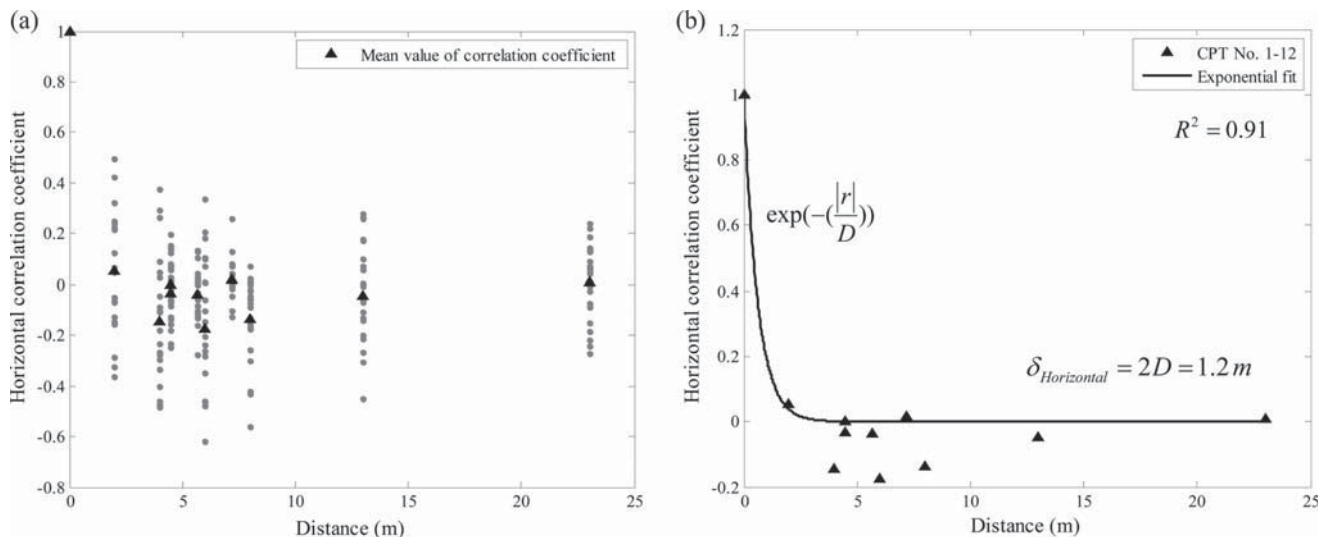 (a)
1
0.8
0.6
0.4
0.2
0
-0.2
-0.4
-0.6
-0.8
0 5 10 15 20 25
Horizontal correlation coefficient
Distance (m)
Mean value of correlation coefficient
(b)
1.2
1
0.8
0.6
0.4
0.2
0
-0.2
0 5 10 15 20 25
Horizontal correlation coefficient
Distance (m)
CPT No. 1-12
Exponential fit
R² = 0.91
exp(-(|r|/D))
δ_Horizontal = 2D = 1.2 m